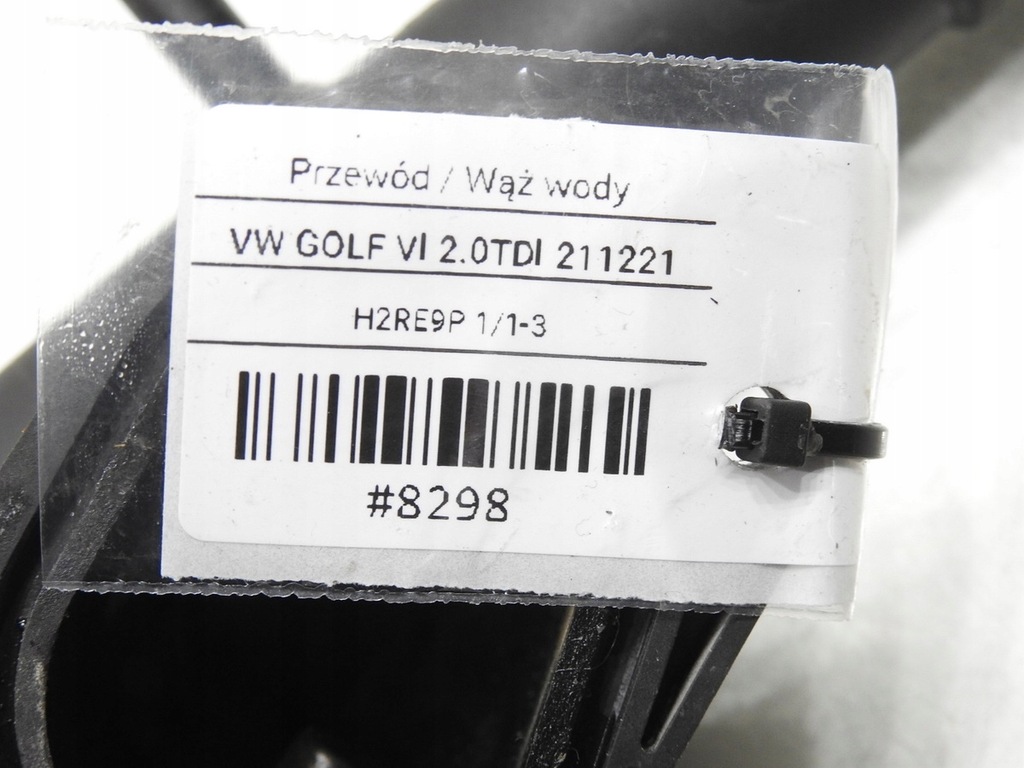 Przewód / Wąż wody
VW GOLF VI 2.0TDI 211221
H2RE9P 1/1-3
#8298